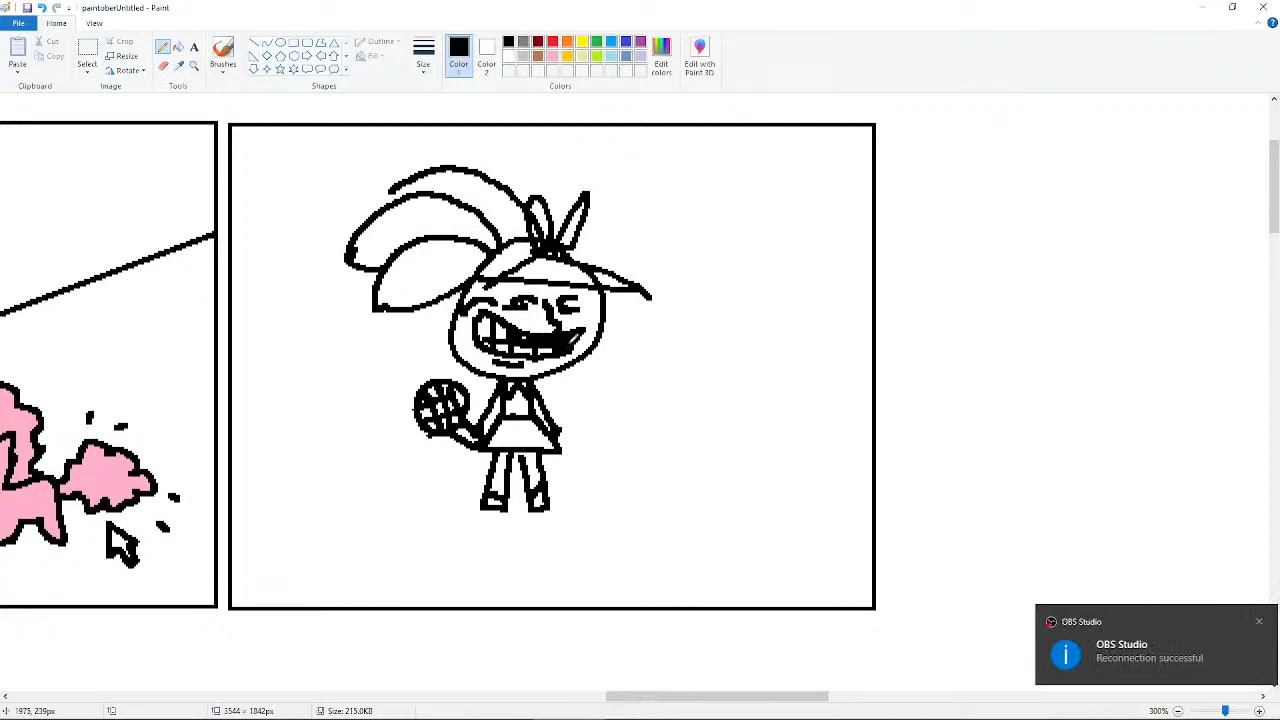 paintoberUntitled - Paint
File
Home
View
Paste
Cut
Copy
Clipboard
Select
Crop
Resize
Rotate
Image
A
Tools
Brushes
Outline
Fill
Shapes
Size
Color
1
Color
2
Edit
colors
Edit with
Paint 3D
Colors
OBS Studio
OBS Studio
Reconnection successful
1975, 239px
3544 × 1842px
Size: 215.0KB
300%